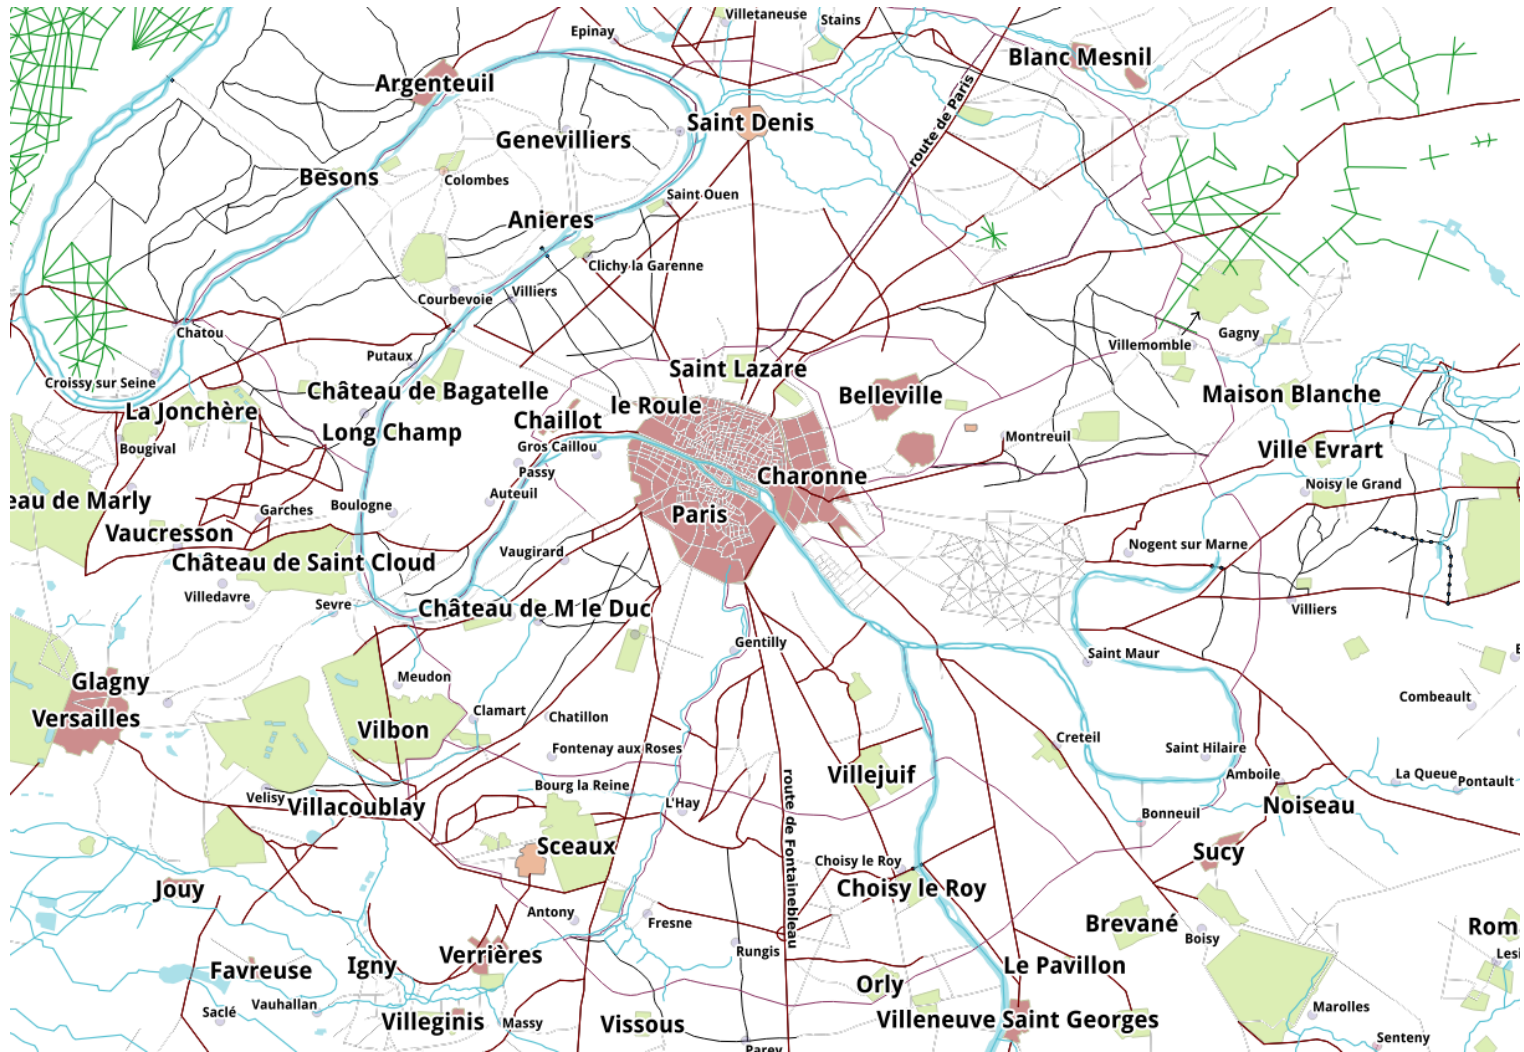 Villetaneuse
Stains
Epinay
Blanc Mesnil
Argenteuil
route de Paris
Saint Denis
Genevilliers
Besons
Colombes
Saint Ouen
Anieres
Clichy la Garenne
Courbevoie
Villiers
Chatou
Gagny
Villemomble
Putaux
Saint Lazare
Croissy sur Seine
Château de Bagatelle
Belleville
Maison Blanche
La Jonchère
le Roule
Chaillot
Long Champ
Montreuil
Bougival
Gros Caillou
Ville Evrart
Passy
Charonne
Noisy le Grand
eau de Marly
Auteuil
Garches
Boulogne
Paris
Vaucresson
Nogent sur Marne
Vaugirard
Château de Saint Cloud
Villedavre
Sevre
Château de M le Duc
Villiers
Gentilly
Saint Maur
Meudon
Glagny
Combeault
Versailles
Clamart
Chatillon
Vilbon
Creteil
Saint Hilaire
Fontenay aux Roses
Villejuif
Amboile
La Queue
Pontault
Bourg la Reine
Velisy
Villacoublay
L'Hay
Noiseau
Bonneuil
route de Fontainebleau
Sceaux
Sucy
Choisy le Roy
Jouy
Choisy le Roy
Antony
Fresne
Brevané
Rom
Boisy
Rungis
Verrières
Lesi
Igny
Le Pavillon
Favreuse
Orly
Vauhallan
Saclé
Marolles
Villeginis
Massy
Vissous
Villeneuve Saint Georges
Senteny
Parey